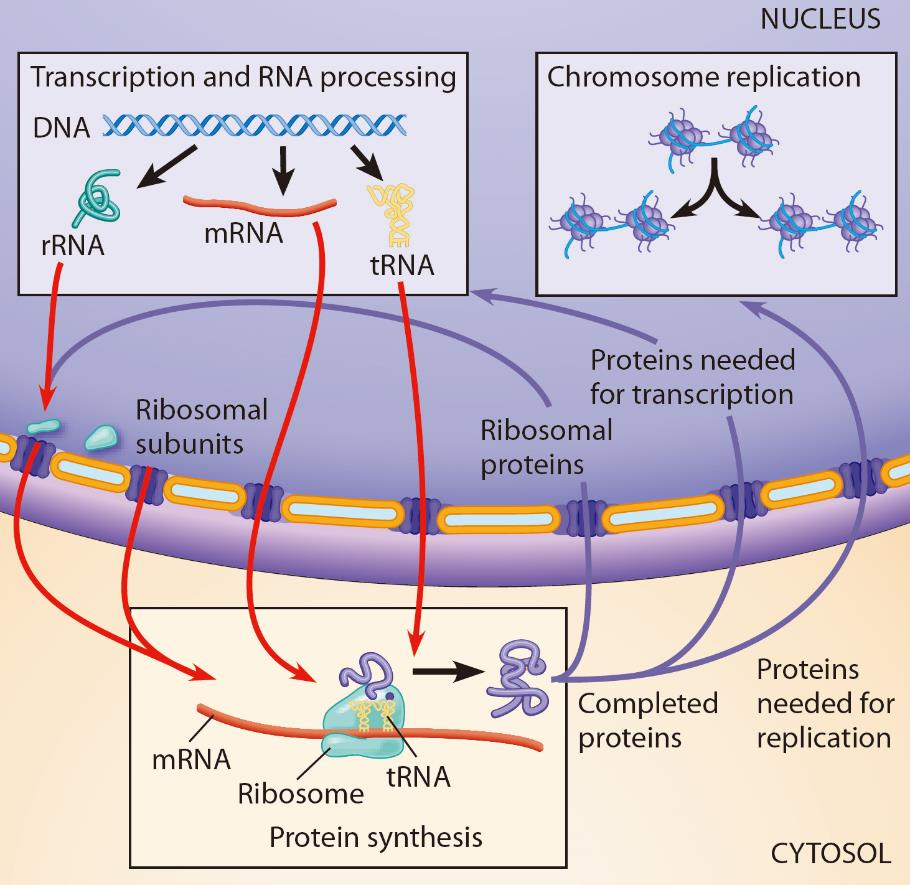 NUCLEUS
Transcription and RNA processing
DNA
rRNA
mRNA
tRNA
Chromosome replication
Ribosomal
subunits
Ribosomal
proteins
Proteins needed
for transcription
mRNA
Ribosome
tRNA
Protein synthesis
Completed
proteins
Proteins
needed for
replication
CYTOSOL